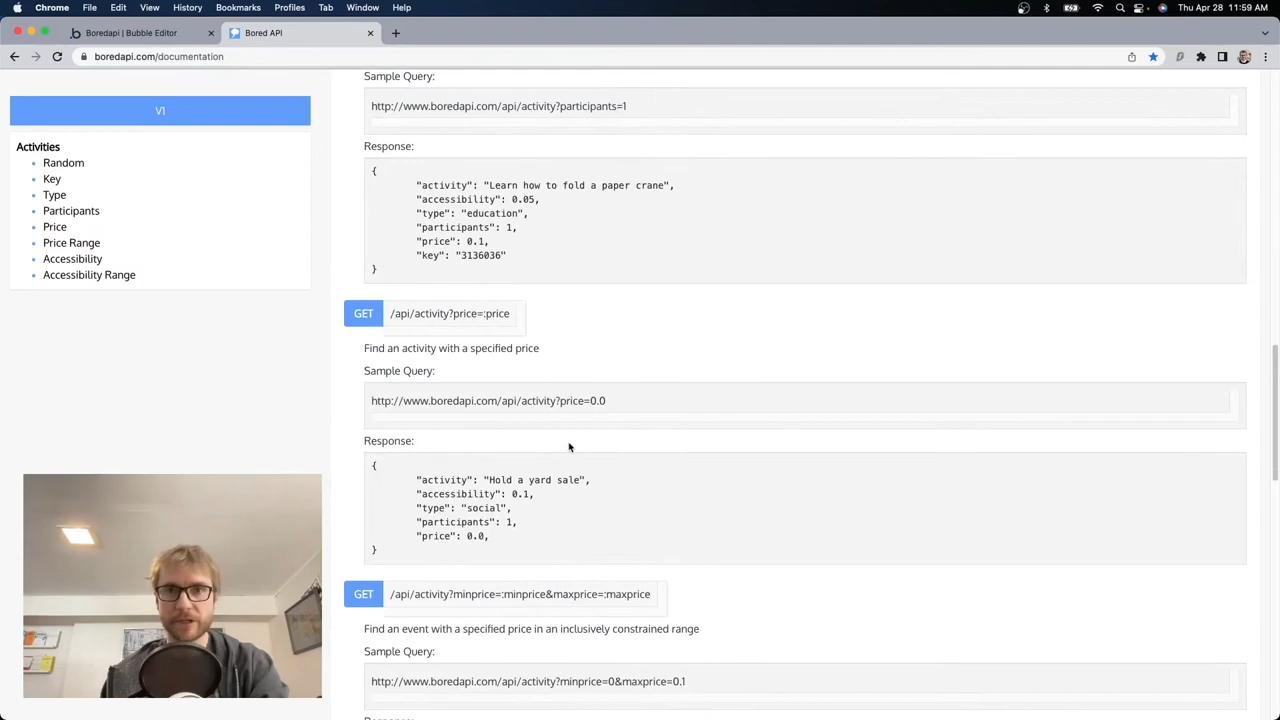 Chrome File Edit View History Bookmarks Profiles Tab Window Help Thu Apr 28 11:59 AM
Boredapi | Bubble Editor Bored API
boredapi.com/documentation
V1
Activities
Random
Key
Type
Participants
Price
Price Range
Accessibility
Accessibility Range
Sample Query:
http://www.boredapi.com/api/activity?participants=1
Response:
{
"activity": "Learn how to fold a paper crane",
"accessibility": 0.05,
"type": "education",
"participants": 1,
"price": 0.1,
"key": "3136036"
}
GET /api/activity?price=:price
Find an activity with a specified price
Sample Query:
http://www.boredapi.com/api/activity?price=0.0
Response:
{
"activity": "Hold a yard sale",
"accessibility": 0.1,
"type": "social",
"participants": 1,
"price": 0.0,
}
GET /api/activity?minprice=:minprice&maxprice=:maxprice
Find an event with a specified price in an inclusively constrained range
Sample Query:
http://www.boredapi.com/api/activity?minprice=0&maxprice=0.1
Response: